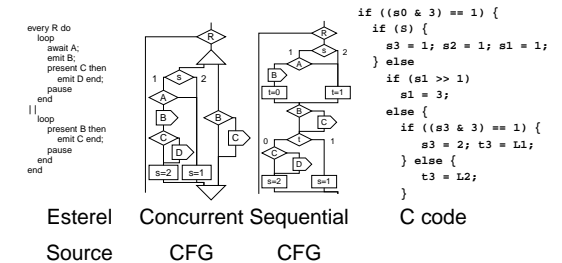 every R do
loop
await A;
emit B;
present C then
emit D end;
pause
end
||
loop
present B then
emit C end;
pause
end
end
R
1 s 2
A
B
C
D
s=2 s=1
B
C
R
s
1 2
A
B
t=0 t=1
B
C
0 t 1
C
D
s=2 s=1
if ((s0 & 3) == 1) {
if (S) {
s3 = 1; s2 = 1; s1 = 1;
} else
if (s1 >> 1)
s1 = 3;
else {
if ((s3 & 3) == 1) {
s3 = 2; t3 = L1;
} else {
t3 = L2;
}
Esterel Concurrent Sequential C code
Source CFG CFG